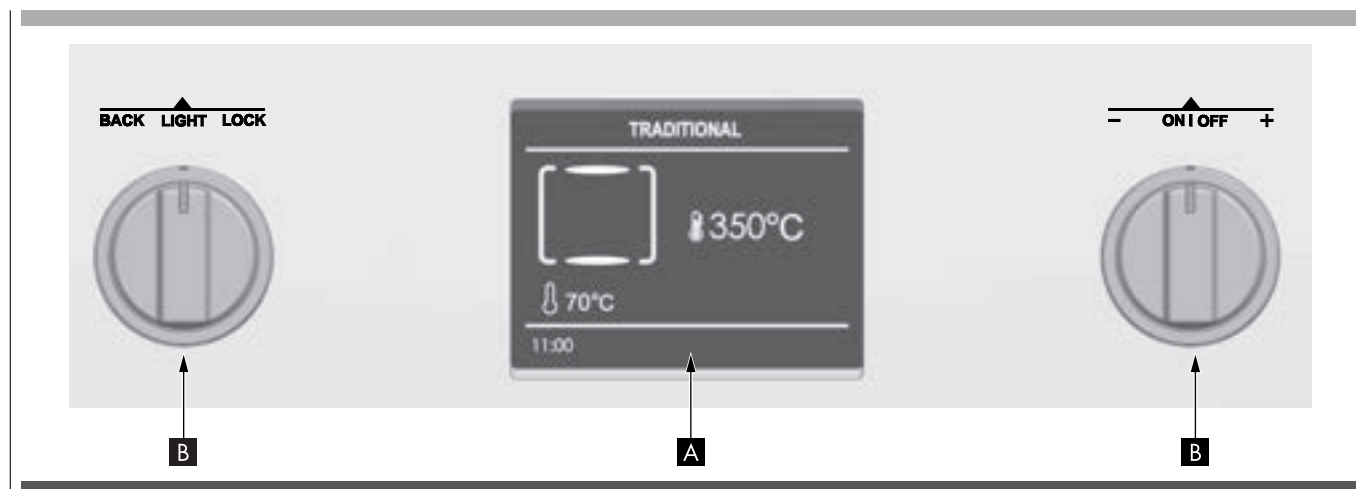 BACK LIGHT LOCK
- ON | OFF +
TRADITIONAL
350°C
70°C
11:00
B
A
B